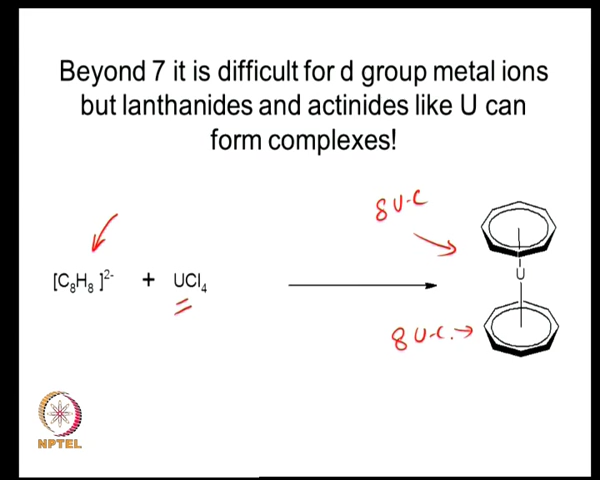 Beyond 7 it is difficult for d group metal ions
but lanthanides and actinides like U can
form complexes!
8 U-C
[C₈H₈]²⁻ + UCl₄
U
8 U-C.
NPTEL